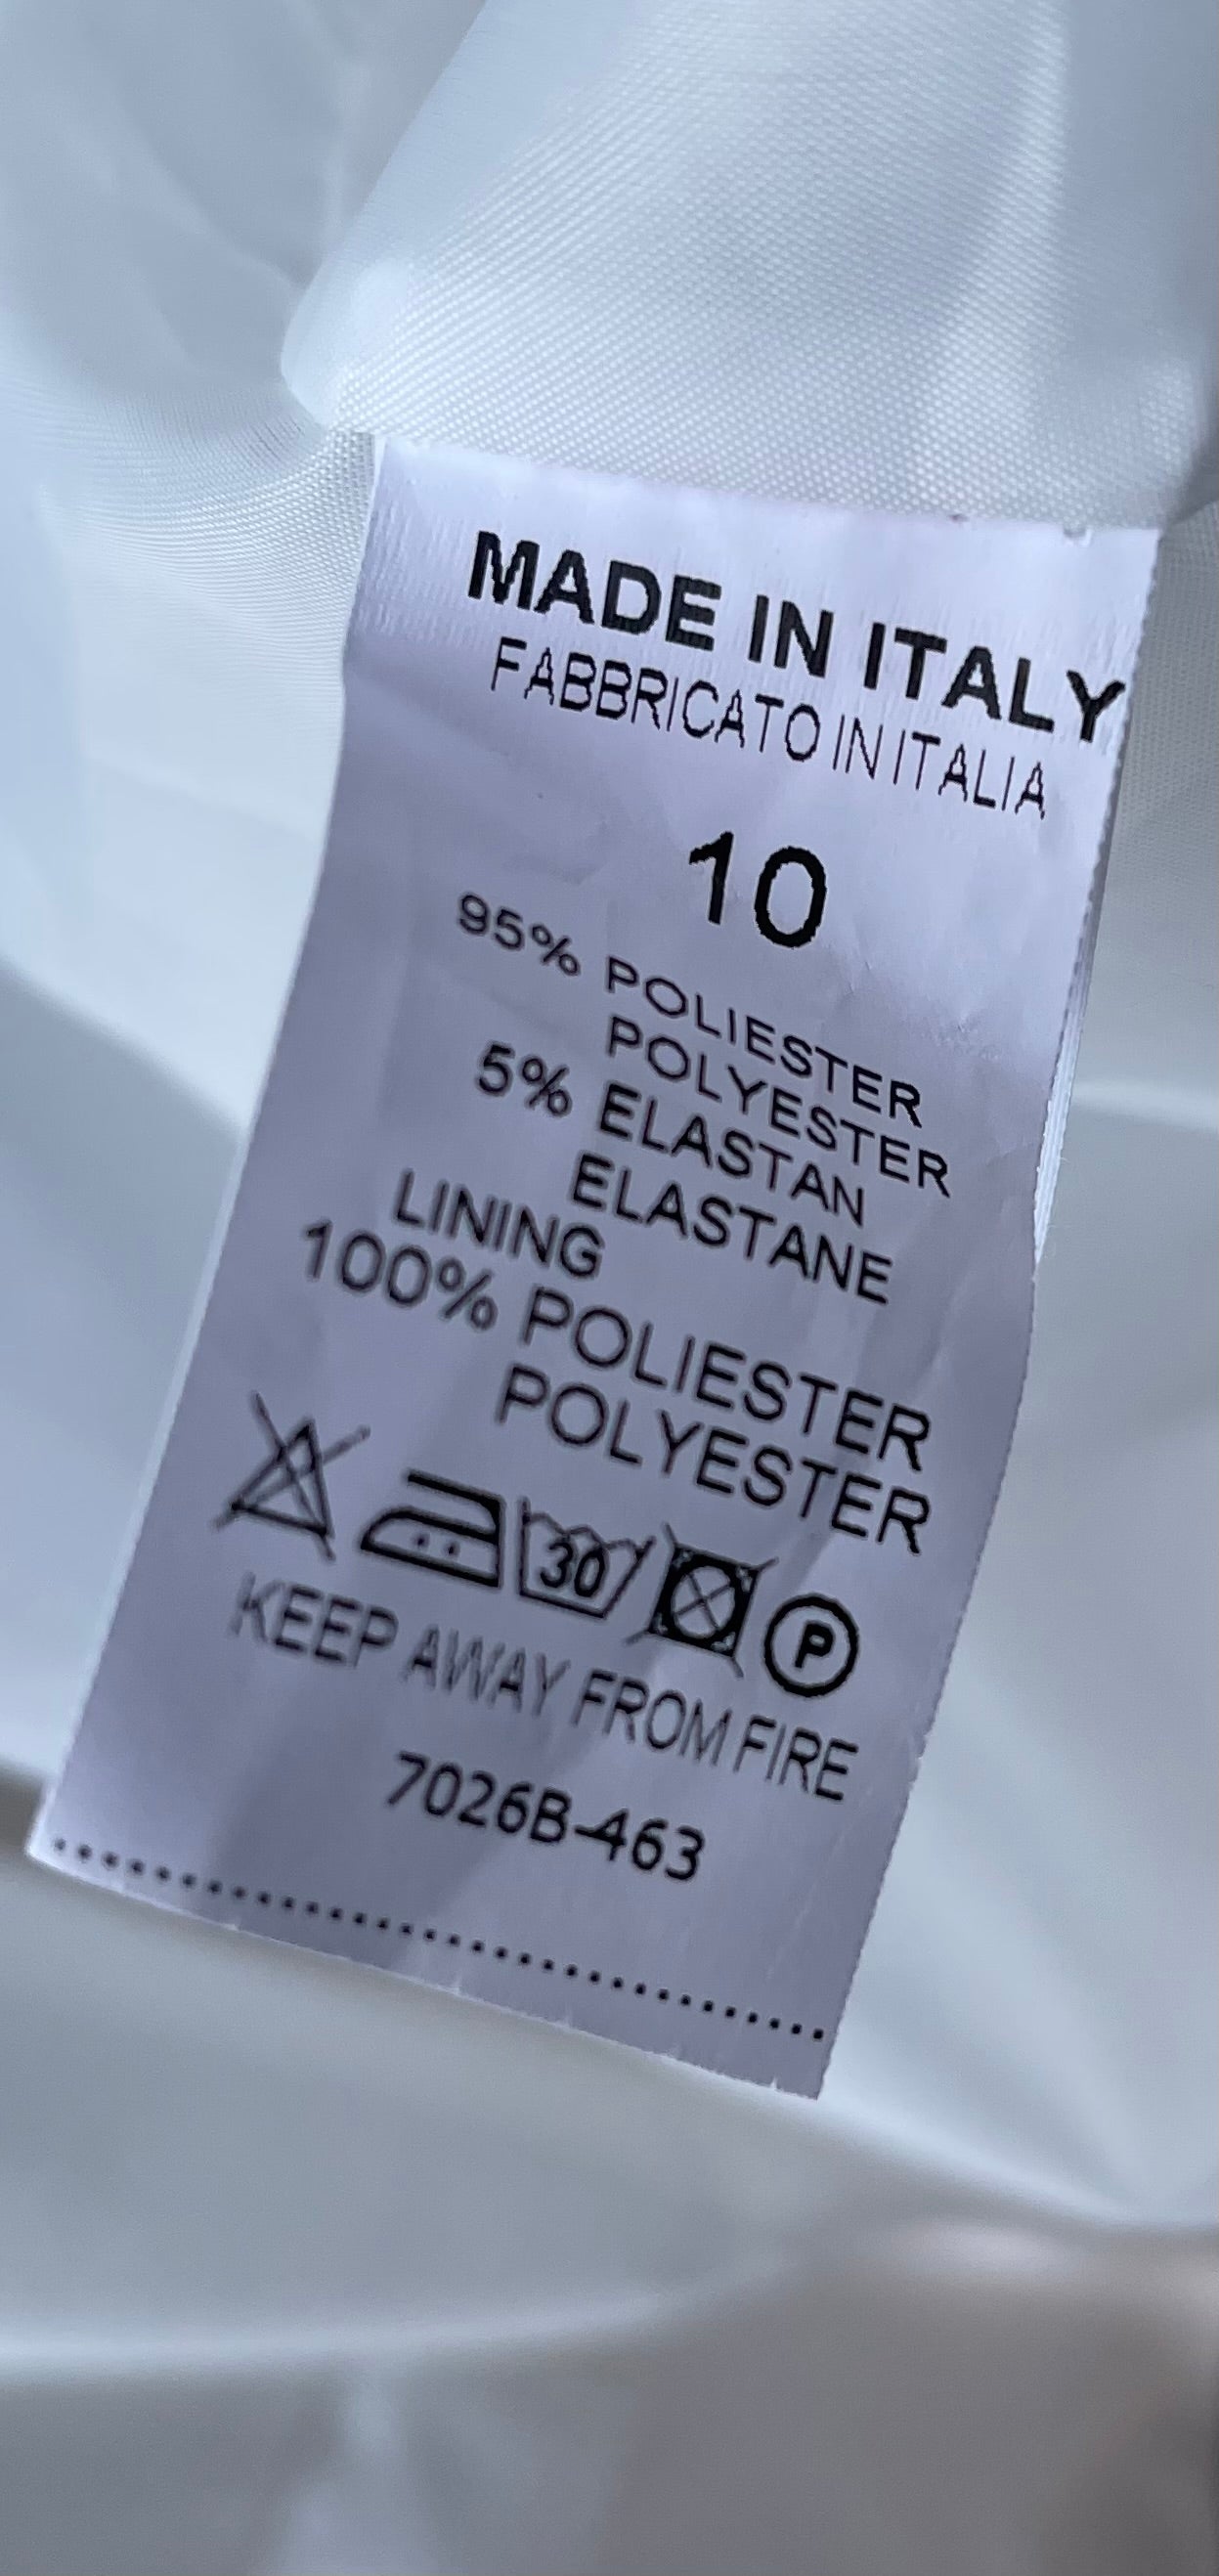 MADE IN ITALY
FABBRICATO IN ITALIA
10
95% POLIESTER
POLYESTER
5% ELASTAN
ELASTANE
LINING
100% POLIESTER
POLYESTER
30 P
KEEP AWAY FROM FIRE
7026B-463